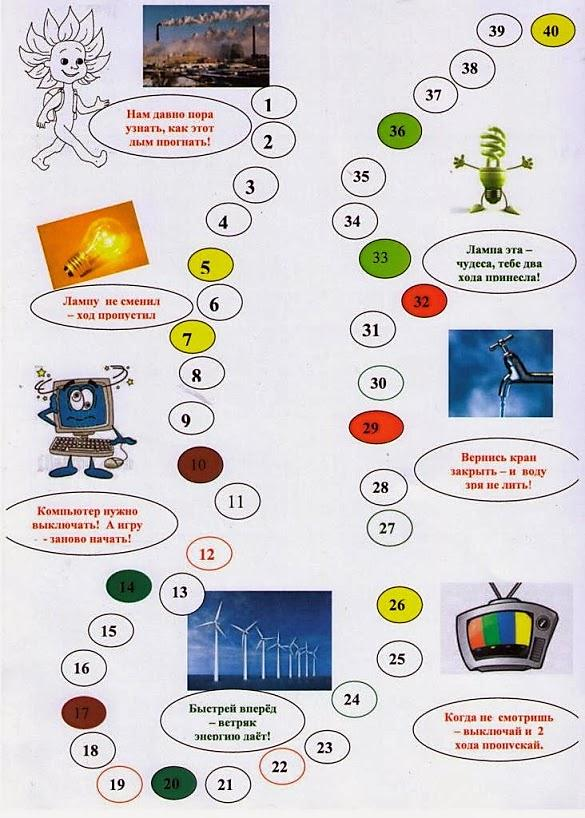 Нам давно пора
узнать, как этот
дым прогнать!
1
2
3
4
5
6
7
8
9
10
11
12
13
14
15
16
17
18
19
20
21
22
23
24
25
26
27
28
29
30
31
32
33
34
35
36
37
38
39
40
Лампу не сменил
– ход пропустил
Компьютер нужно
выключать! А игру
- заново начать!
Быстрей вперёд
– ветряк
энергию даёт!
Лампа эта –
чудеса, тебе два
хода принесла!
Вернись кран
закрыть – и воду
зря не лить!
Когда не смотришь
– выключай и 2
хода пропускай.